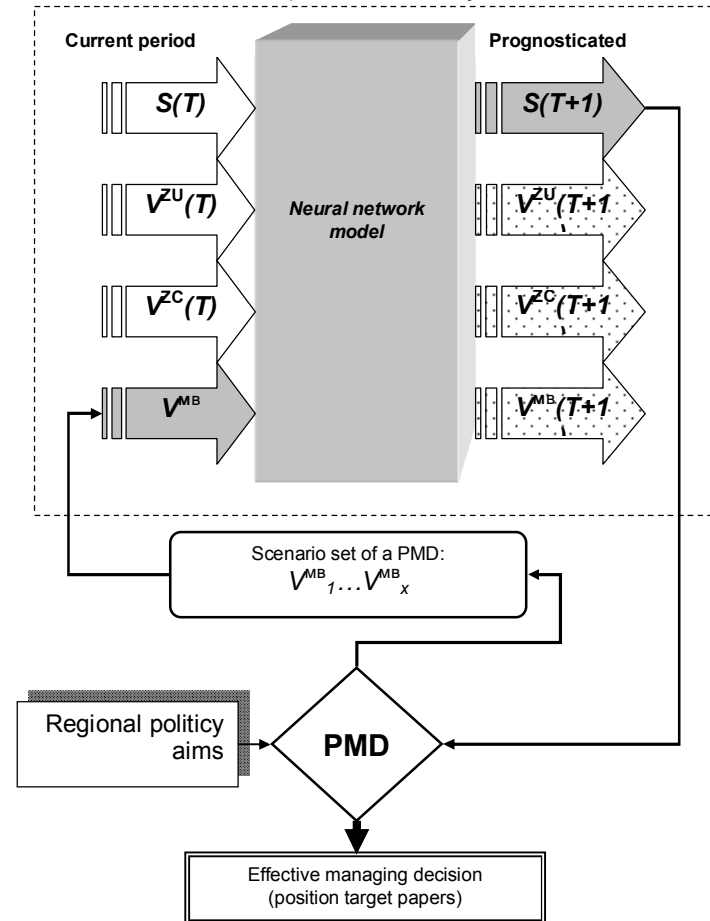 Current period
Prognosticated
S(T)
S(T+1)
V^ZU(T)
V^ZU(T+1
Neural network
model
V^ZC(T)
V^ZC(T+1
V^MB
V^MB(T+1
Scenario set of a PMD:
V^MB_1…V^MB_x
Regional politicy
aims
PMD
Effective managing decision
(position target papers)